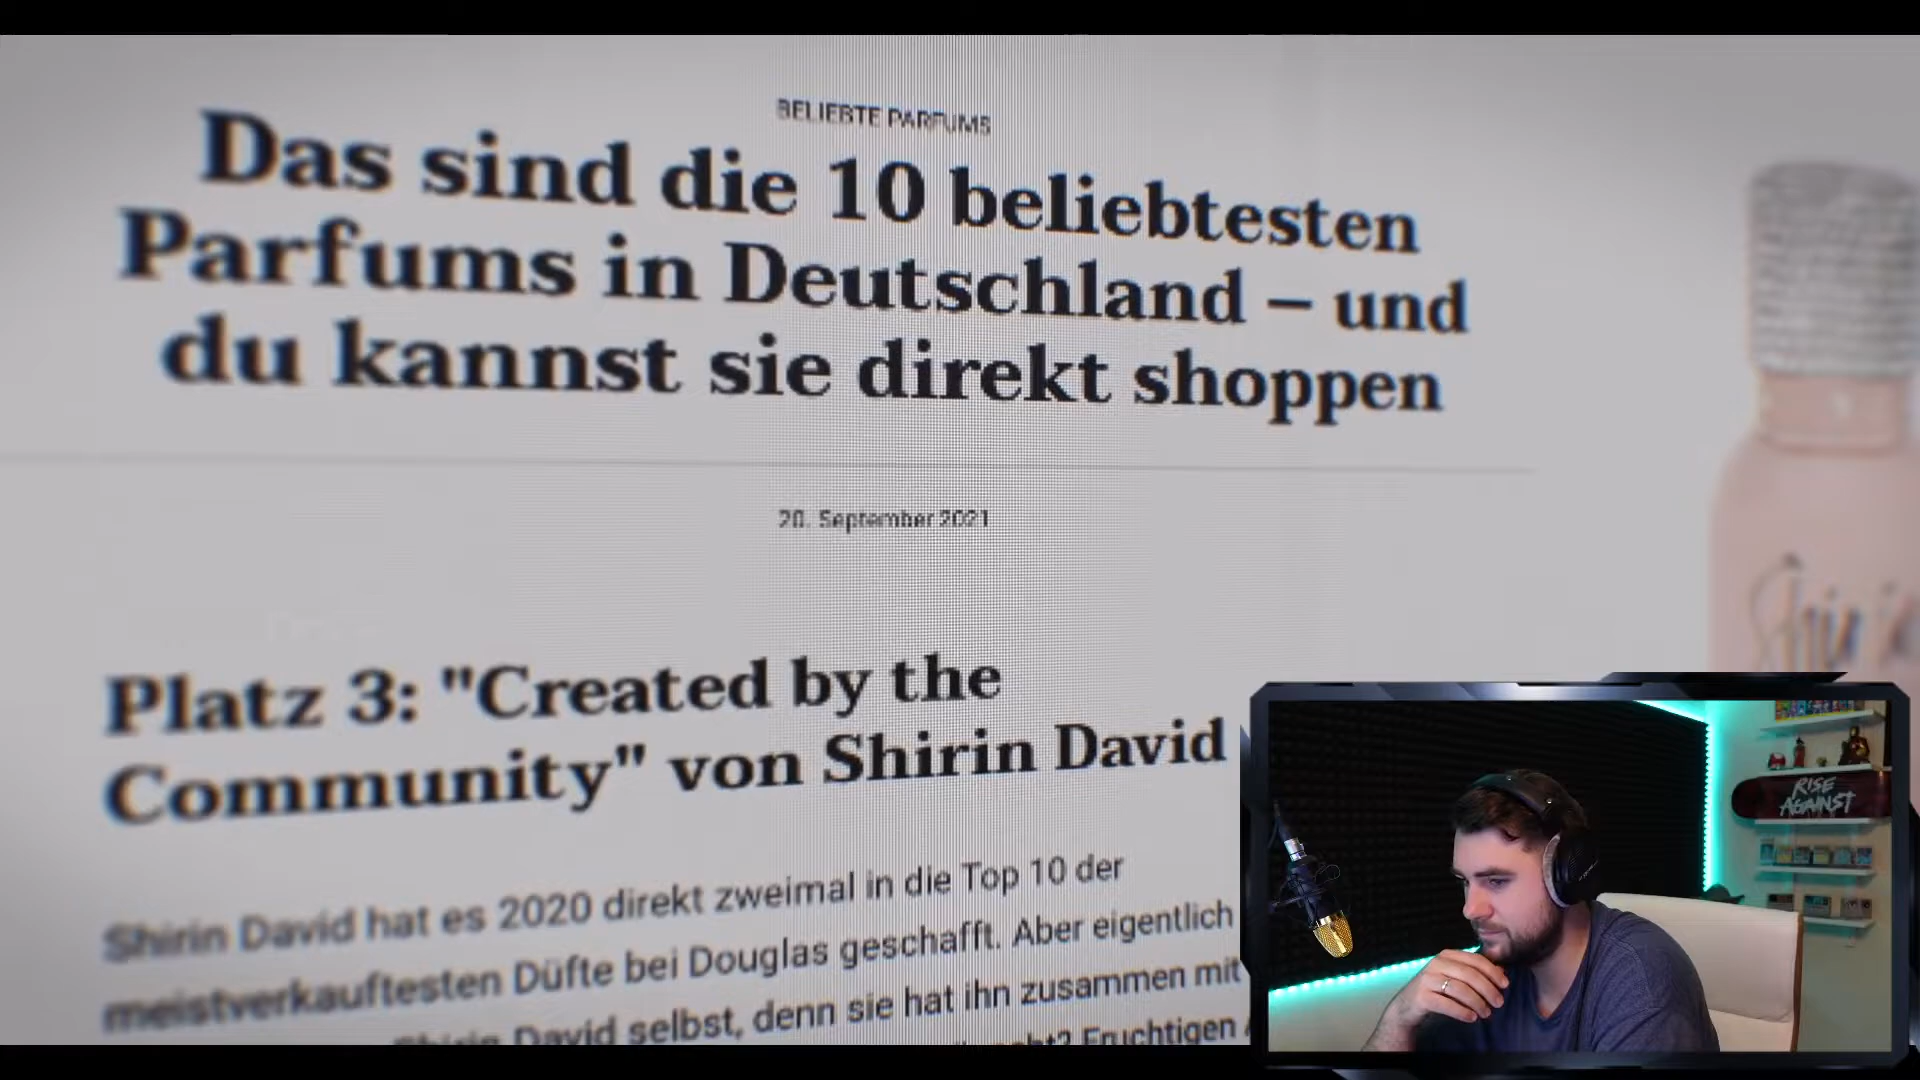 BELIEBTE PARFUMS
Das sind die 10 beliebtesten
Parfums in Deutschland – und
du kannst sie direkt shoppen
20. September 2021
Platz 3: "Created by the
Community" von Shirin David
Shirin David hat es 2020 direkt zweimal in die Top 10 der
meistverkauftesten Düfte bei Douglas geschafft. Aber eigentlich
Shirin David selbst, denn sie hat ihn zusammen mit
Fruchtigen
RISE
AGAINST